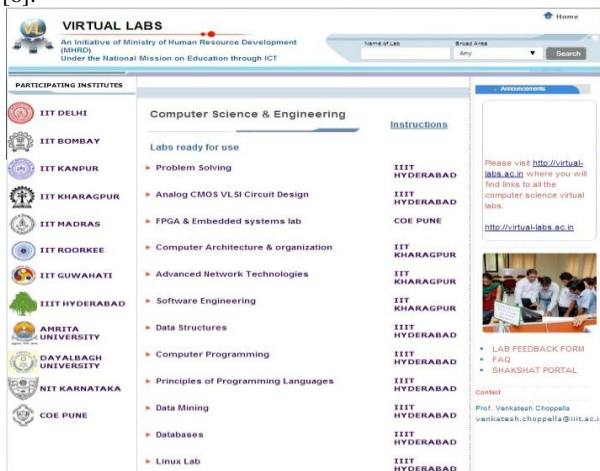 [6].
VIRTUAL LABS
An Initiative of Ministry of Human Resource Development
(MHRD)
Under the National Mission on Education through ICT
Home
Name of Lab
Broad Area
Any
Search
PARTICIPATING INSTITUTES
IIT DELHI
IIT BOMBAY
IIT KANPUR
IIT KHARAGPUR
IIT MADRAS
IIT ROORKEE
IIT GUWAHATI
IIIT HYDERABAD
AMRITA
UNIVERSITY
DAYALBAGH
UNIVERSITY
NIT KARNATAKA
COE PUNE
Computer Science & Engineering
Instructions
Labs ready for use
Problem Solving IIIT
HYDERABAD
Analog CMOS VLSI Circuit Design IIIT
HYDERABAD
FPGA & Embedded systems lab COE PUNE
Computer Architecture & organization IIT
KHARAGPUR
Advanced Network Technologies IIT
KHARAGPUR
Software Engineering IIT
KHARAGPUR
Data Structures IIIT
HYDERABAD
Computer Programming IIIT
HYDERABAD
Principles of Programming Languages IIIT
HYDERABAD
Data Mining IIIT
HYDERABAD
Databases IIIT
HYDERABAD
Linux Lab IIIT
HYDERABAD
Announcements
Please visit http://virtual-
labs.ac.in where you will
find links to all the
computer science virtual
labs.
http://virtual-labs.ac.in
LAB FEEDBACK FORM
FAQ
SHAKSHAT PORTAL
Contact
Prof. Venkatesh Choppella
venkatesh.choppella@iiit.ac.i